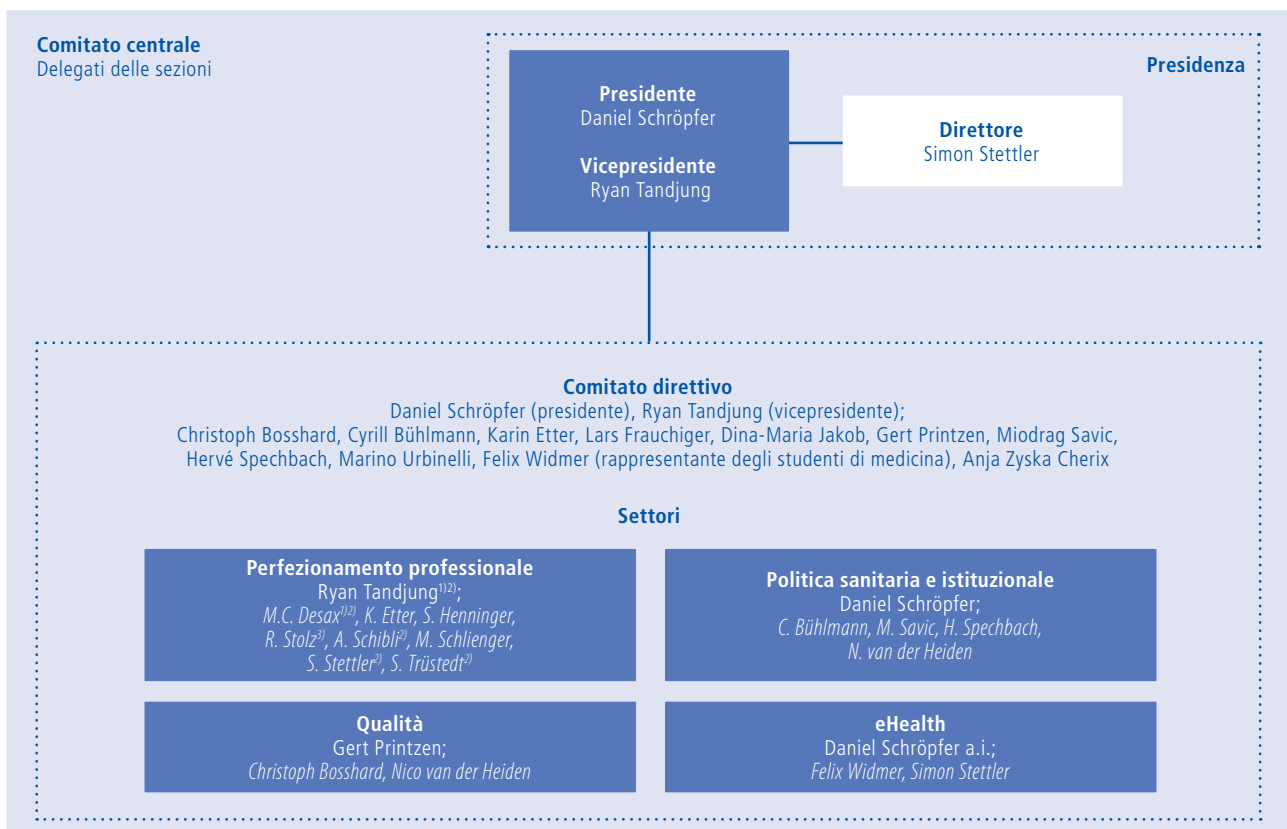 Comitato centrale
Delegati delle sezioni
Presidenza
Presidente
Daniel Schröpfer
Vicepresidente
Ryan Tandjung
Direttore
Simon Stettler
Comitato direttivo
Daniel Schröpfer (presidente), Ryan Tandjung (vicepresidente);
Christoph Bosshard, Cyrill Bühlmann, Karin Etter, Lars Frauchiger, Dina-Maria Jakob, Gert Printzen, Miodrag Savic,
Hervé Spechbach, Marino Urbinelli, Felix Widmer (rappresentante degli studenti di medicina), Anja Zyska Cherix
Settori
Perfezionamento professionale
Ryan Tandjung¹⁾²⁾;
M.C. Desax¹⁾²⁾, K. Etter, S. Henninger,
R. Stolz³⁾, A. Schibli²⁾, M. Schlienger,
S. Stettler²⁾, S. Trüstedt²⁾
Politica sanitaria e istituzionale
Daniel Schröpfer;
C. Bühlmann, M. Savic, H. Spechbach,
N. van der Heiden
Qualità
Gert Printzen;
Christoph Bosshard, Nico van der Heiden
eHealth
Daniel Schröpfer a.i.;
Felix Widmer, Simon Stettler